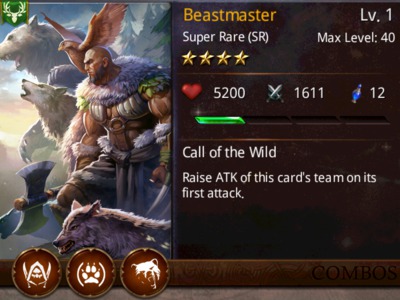 Beastmaster Lv. 1
Super Rare (SR) Max Level: 40
5200 1611 12
Call of the Wild
Raise ATK of this card's team on its
first attack.
COMBOS